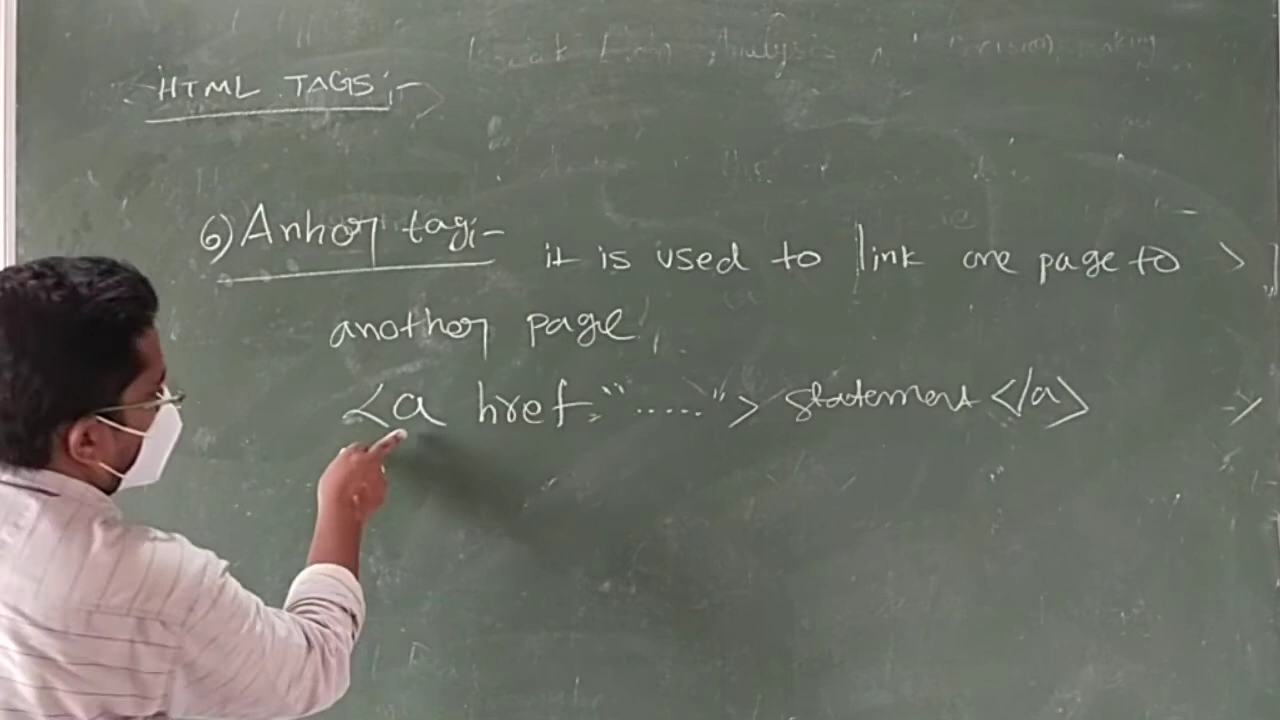 HTML TAGS:-
6) Anhor tag:- it is used to link one page to
another page.
<a href="....."> statement </a>